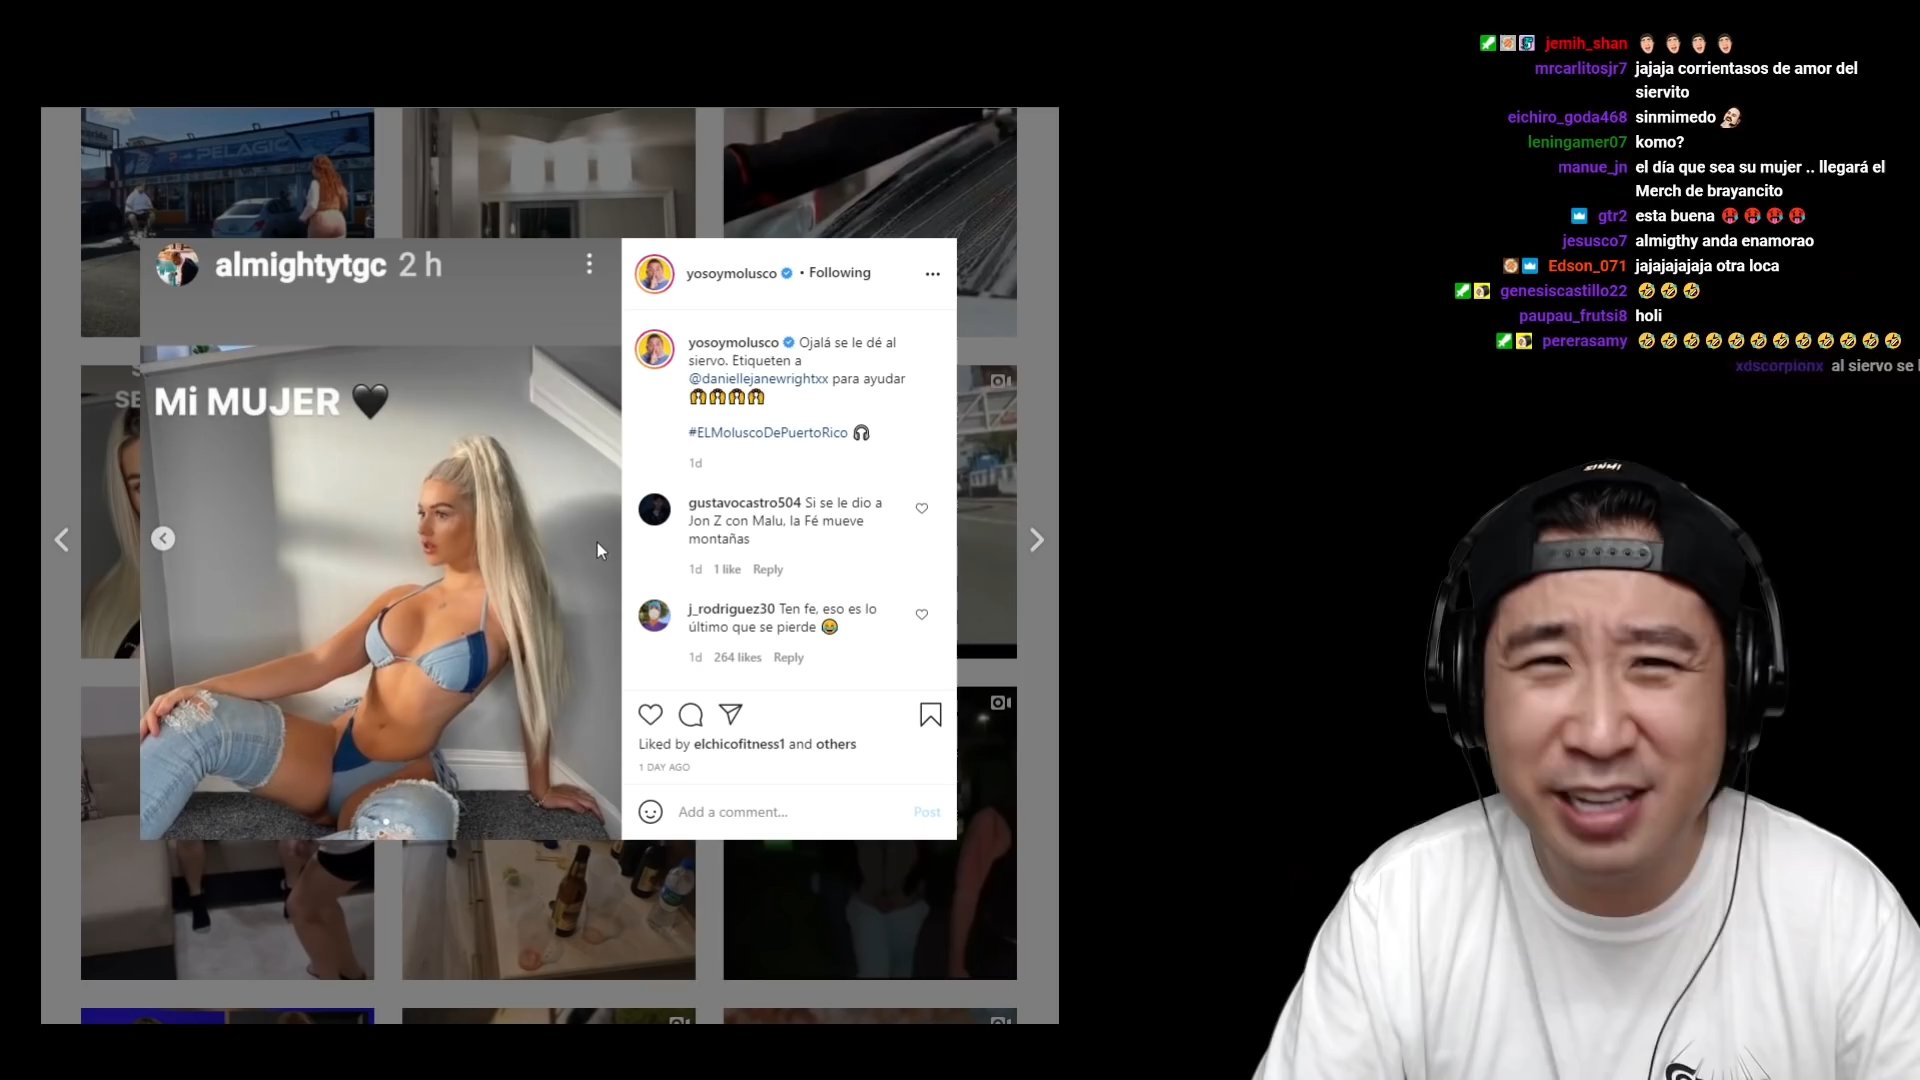 PELAGIC
almightytgc 2 h
Mi MUJER
SE
yosoymolusco • Following
yosoymolusco Ojalá se le dé al
siervo. Etiqueten a
@daniellejanewrightxx para ayudar
#ELMoluscoDePuertoRico
1d
gustavocastro504 Si se le dio a
Jon Z con Malu, la Fé mueve
montañas
1d 1 like Reply
j_rodriguez30 Ten fe, eso es lo
último que se pierde 😂
1d 264 likes Reply
Liked by elchicofitness1 and others
1 DAY AGO
Add a comment...
Post
jemih_shan
mrcarlitosjr7 jajaja corrientasos de amor del
siervito
eichiro_goda468 sinmimedo
leningamer07 komo?
manue_jn el día que sea su mujer .. llegará el
Merch de brayancito
gtr2 esta buena 🥵🥵🥵🥵
jesusco7 almigthy anda enamorao
Edson_071 jajajajajaja otra loca
genesiscastillo22 🤣🤣🤣
paupau_frutsi8 holi
pererasamy 🤣🤣🤣🤣🤣🤣🤣🤣🤣🤣🤣🤣
xdscorpionx al siervo se l
SINMI